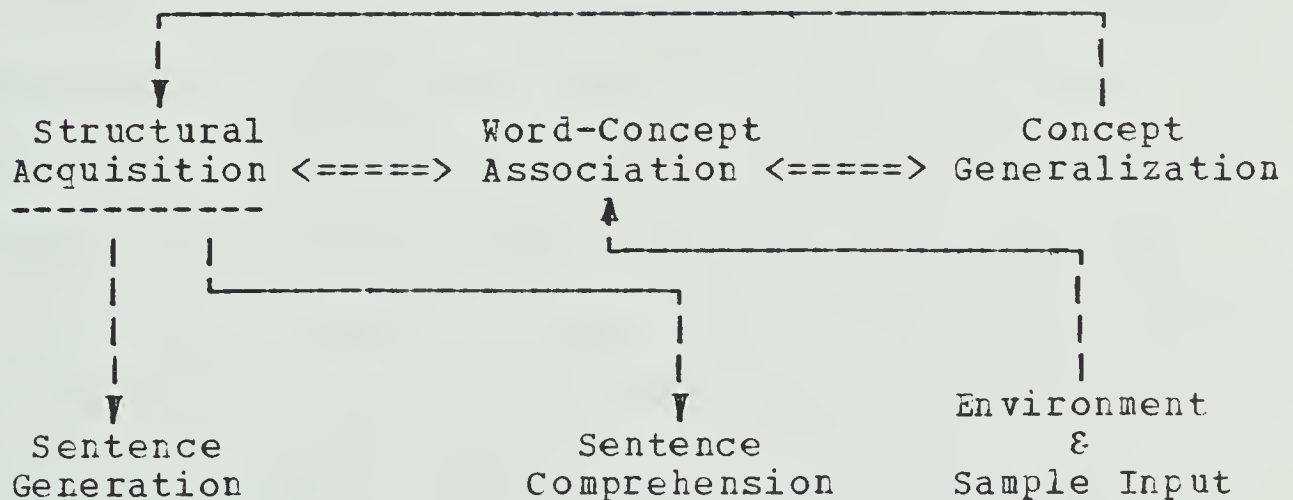 Structural Word-Concept Concept
Acquisition <=====> Association <=====> Generalization
Environment
Sentence Sentence &
Generation Comprehension Sample Input